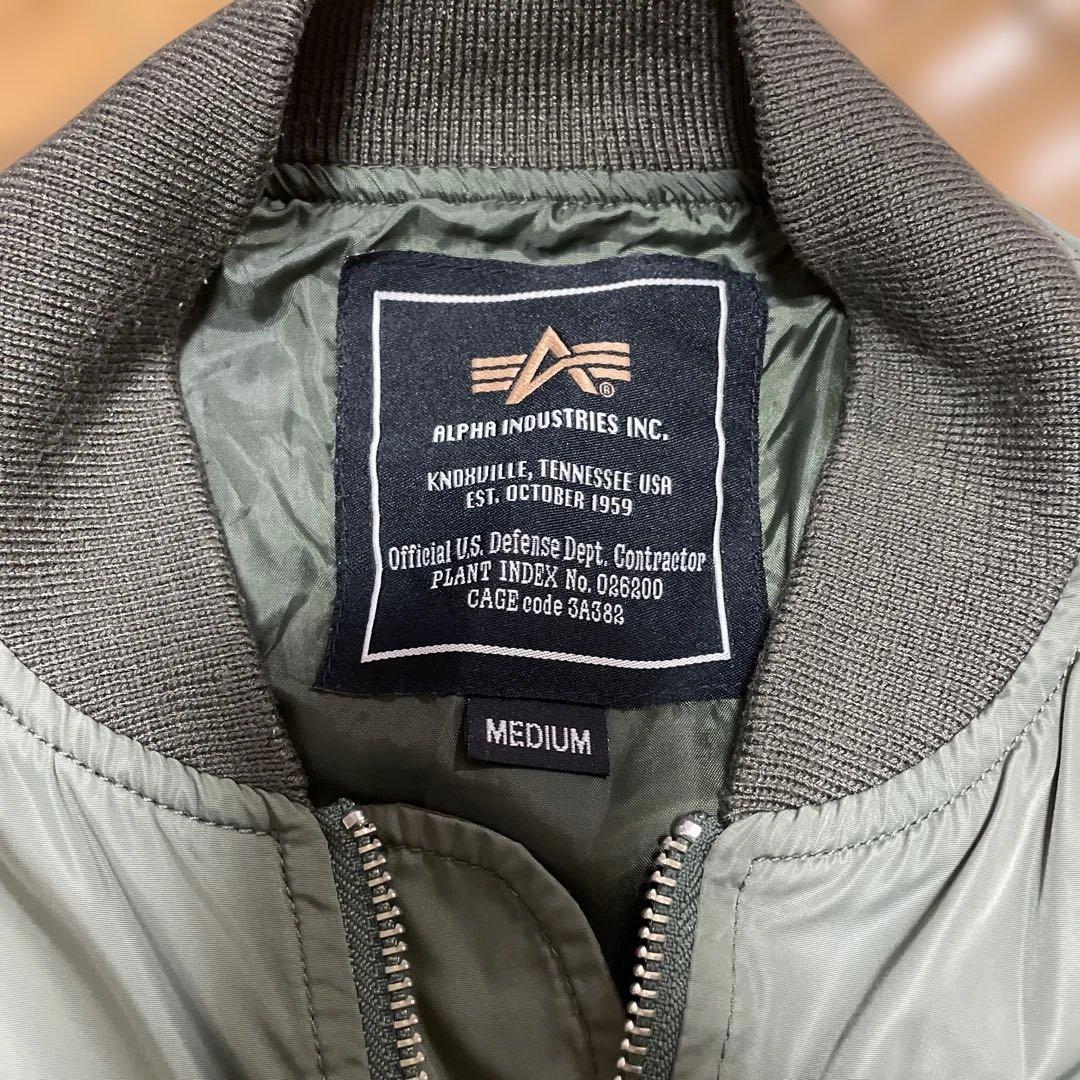 ®
ALPHA INDUSTRIES INC.
KNOXVILLE, TENNESSEE USA
EST. OCTOBER 1959
Official U.S. Defense Dept. Contractor
PLANT INDEX No. 026200
CAGE code 3A382
MEDIUM